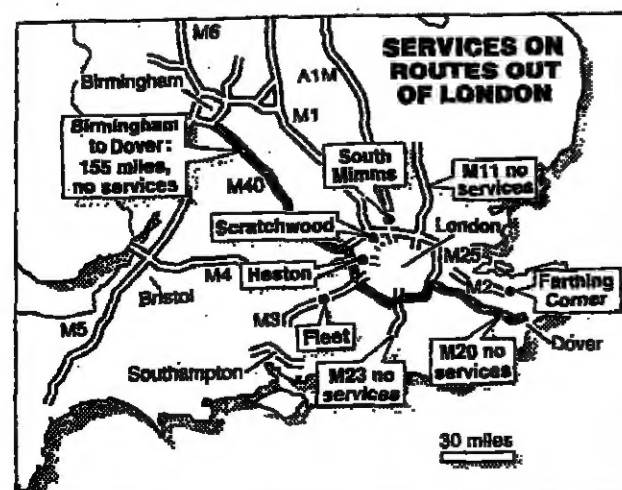 SERVICES ON
ROUTES OUT
OF LONDON
M6
Birmingham
A1M
M1
Birmingham
to Dover:
155 miles,
no services
M40
South
Mimms
M11 no
services
Scratchwood
London
M25
Heston
M4
Bristol
M2
Farthing
Corner
M5
M3
Fleet
Dover
Southampton
M23 no
services
M20 no
services
30 miles